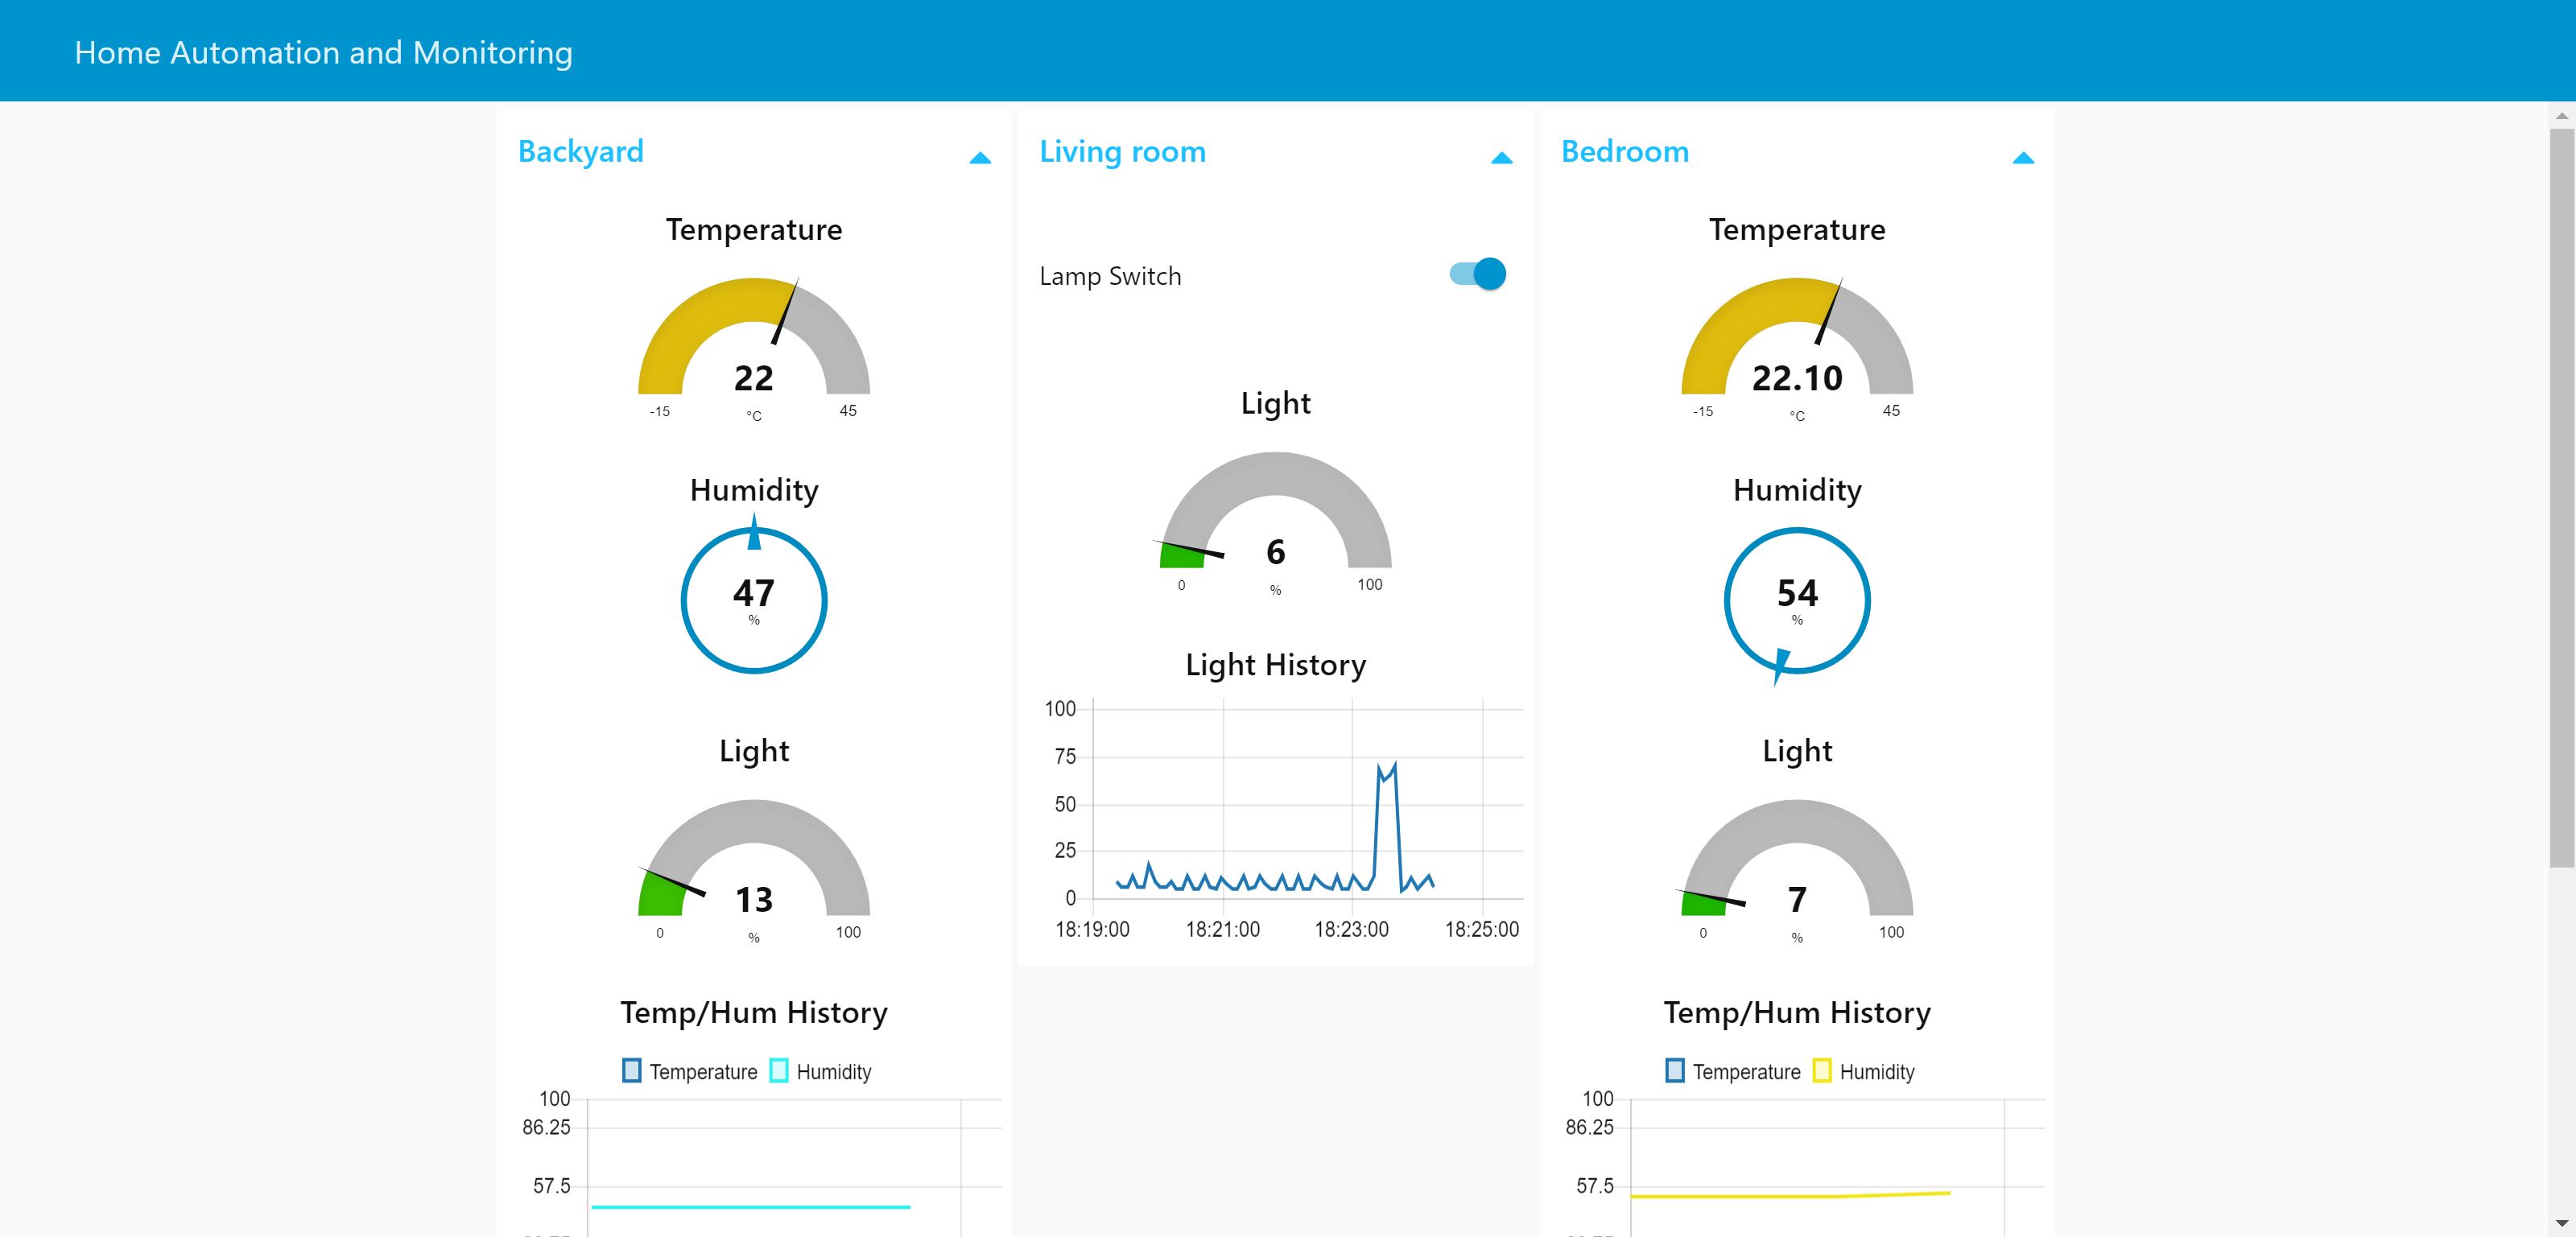 Home Automation and Monitoring
Backyard
Temperature
22
-15
°C
45
Humidity
47
%
Light
13
0
%
100
Temp/Hum History
Temperature
Humidity
100
86.25
57.5
Living room
Lamp Switch
Light
6
0
%
100
Light History
100
75
50
25
0
18:19:00
18:21:00
18:23:00
18:25:00
Bedroom
Temperature
22.10
-15
°C
45
Humidity
54
%
Light
7
0
%
100
Temp/Hum History
Temperature
Humidity
100
86.25
57.5